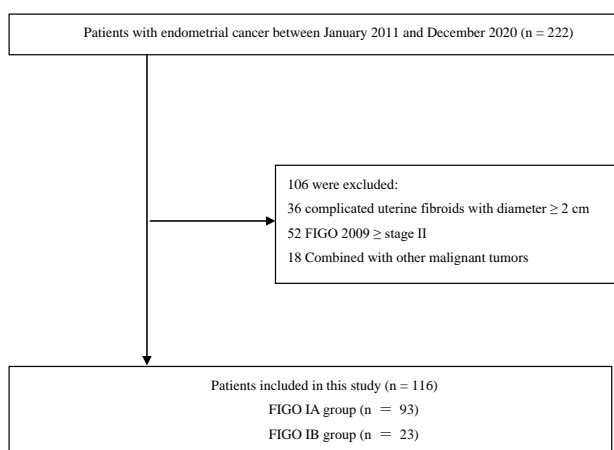 Patients with endometrial cancer between January 2011 and December 2020 (n = 222)
106 were excluded:
36 complicated uterine fibroids with diameter ≥ 2 cm
52 FIGO 2009 ≥ stage II
18 Combined with other malignant tumors
Patients included in this study (n = 116)
FIGO IA group (n = 93)
FIGO IB group (n = 23)